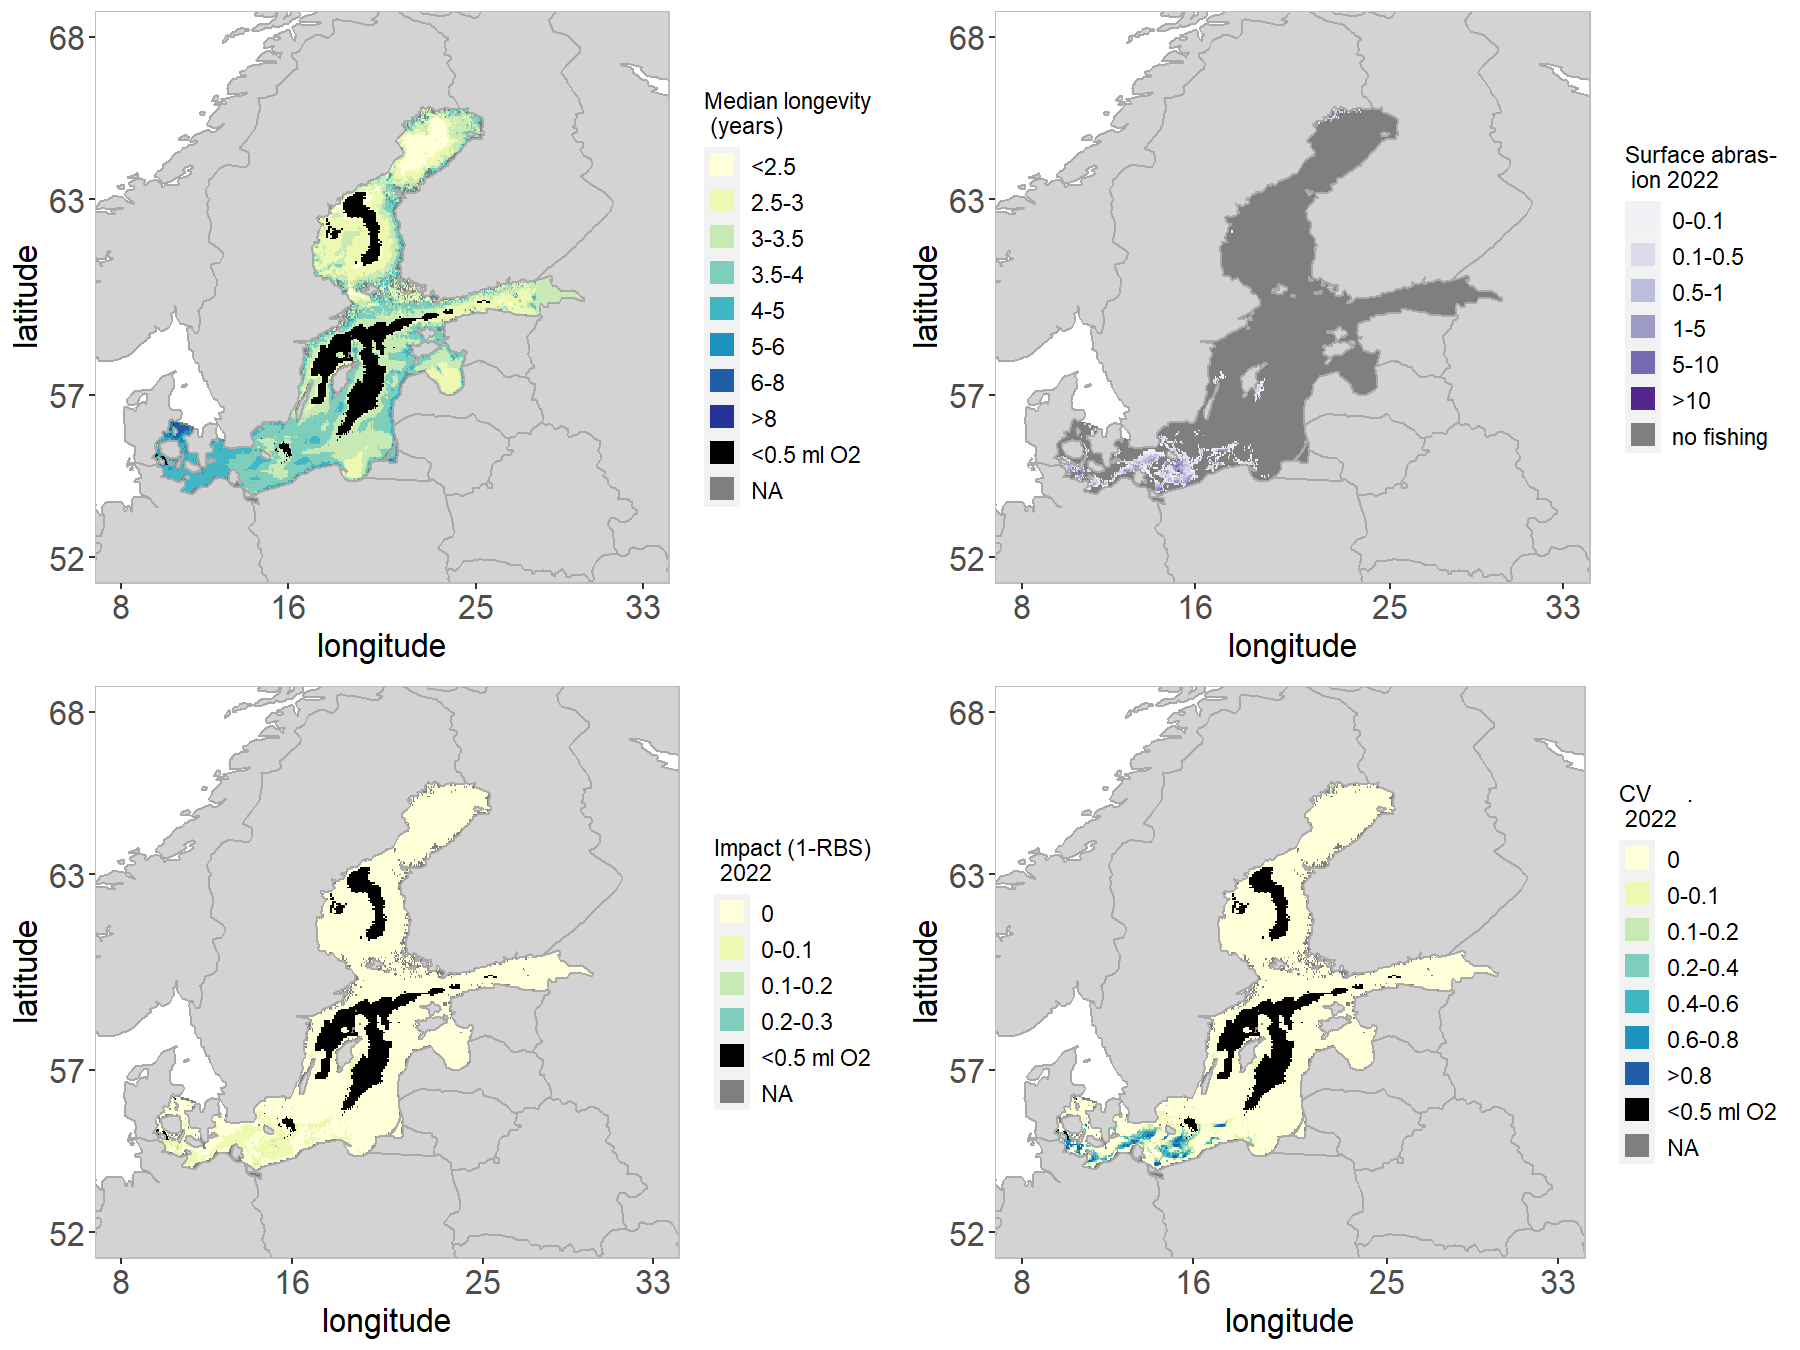 68
63
57
52
latitude
8
16
25
33
longitude
Median longevity
(years)
<2.5
2.5-3
3-3.5
3.5-4
4-5
5-6
6-8
>8
<0.5 ml O2
NA
68
63
57
52
latitude
8
16
25
33
longitude
Surface abras-
ion 2022
0-0.1
0.1-0.5
0.5-1
1-5
5-10
>10
no fishing
68
63
57
52
latitude
8
16
25
33
longitude
Impact (1-RBS)
2022
0
0-0.1
0.1-0.2
0.2-0.3
<0.5 ml O2
NA
68
63
57
52
latitude
8
16
25
33
longitude
CV .
2022
0
0-0.1
0.1-0.2
0.2-0.4
0.4-0.6
0.6-0.8
>0.8
<0.5 ml O2
NA